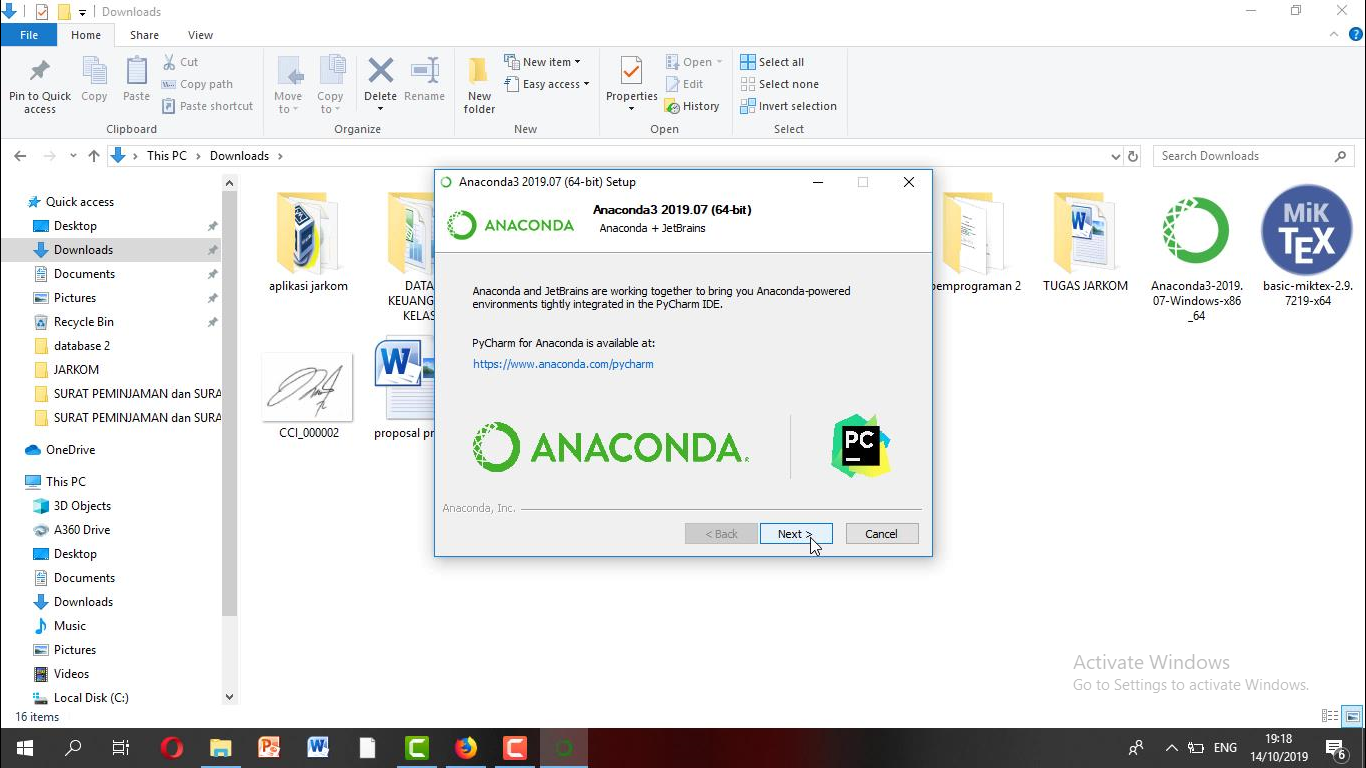 Downloads
File Home Share View
Pin to Quick access
Copy
Paste
Cut
Copy path
Paste shortcut
Clipboard
Move to
Copy to
Delete
Rename
Organize
New folder
New item
Easy access
New
Properties
Open
Edit
History
Open
Select all
Select none
Invert selection
Select
This PC > Downloads >
Search Downloads
Quick access
Desktop
Downloads
Documents
Pictures
Recycle Bin
database 2
JARKOM
SURAT PEMINJAMAN dan SURA
SURAT PEMINJAMAN dan SURA
OneDrive
This PC
3D Objects
A360 Drive
Desktop
Documents
Downloads
Music
Pictures
Videos
Local Disk (C:)
16 items
aplikasi jarkom
DATA
KEUANG
KELAS
pemprograman 2
TUGAS JARKOM
Anaconda3-2019.
07-Windows-x86
_64
MiK
TEX
basic-miktex-2.9.
7219-x64
CCI_000002
proposal pr
Anaconda3 2019.07 (64-bit) Setup
ANACONDA
Anaconda3 2019.07 (64-bit)
Anaconda + JetBrains
Anaconda and JetBrains are working together to bring you Anaconda-powered
environments tightly integrated in the PyCharm IDE.
PyCharm for Anaconda is available at:
https://www.anaconda.com/pycharm
ANACONDA.
PC
Anaconda, Inc.
< Back Next > Cancel
Activate Windows
Go to Settings to activate Windows.
ENG
19:18
14/10/2019
6